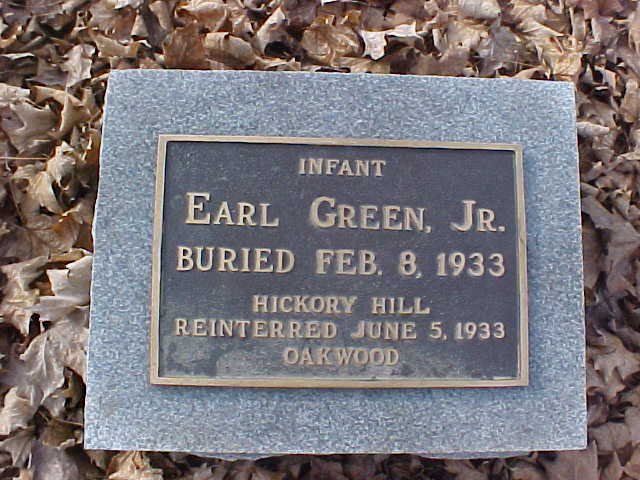 INFANT
EARL GREEN, JR.
BURIED FEB. 8, 1933
HICKORY HILL
REINTERRED JUNE 5, 1933
OAKWOOD